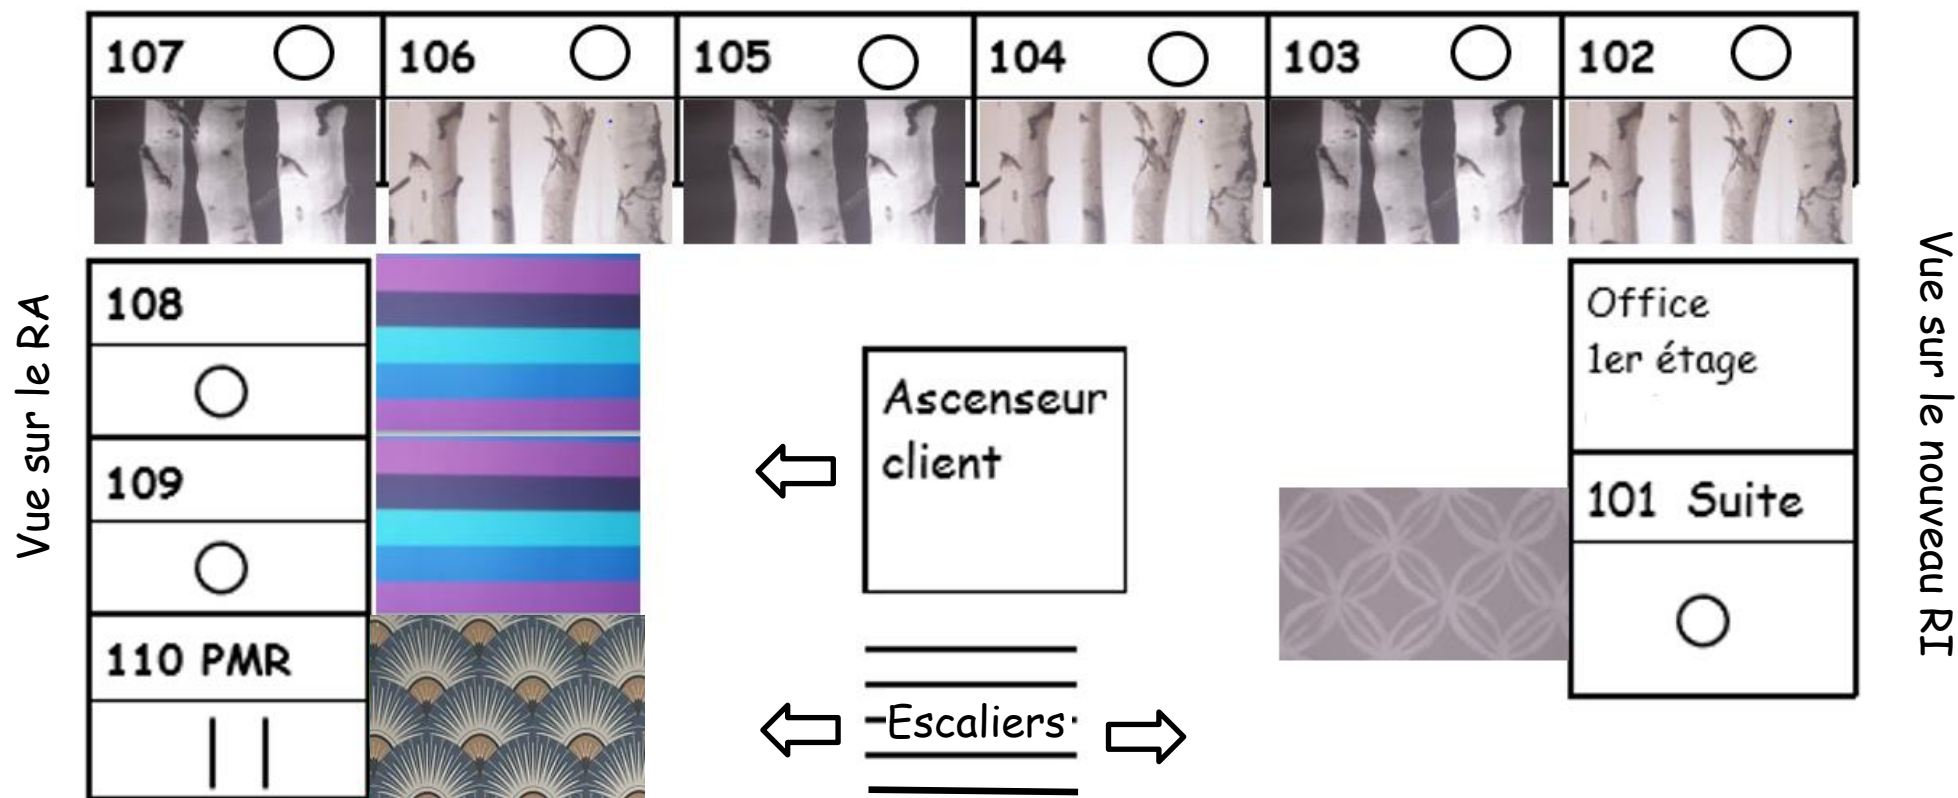 107
106
105
104
103
102
Vue sur le RA
108
109
110 PMR
Ascenseur
client
Escaliers
Office
1er étage
101 Suite
Vue sur le nouveau RI